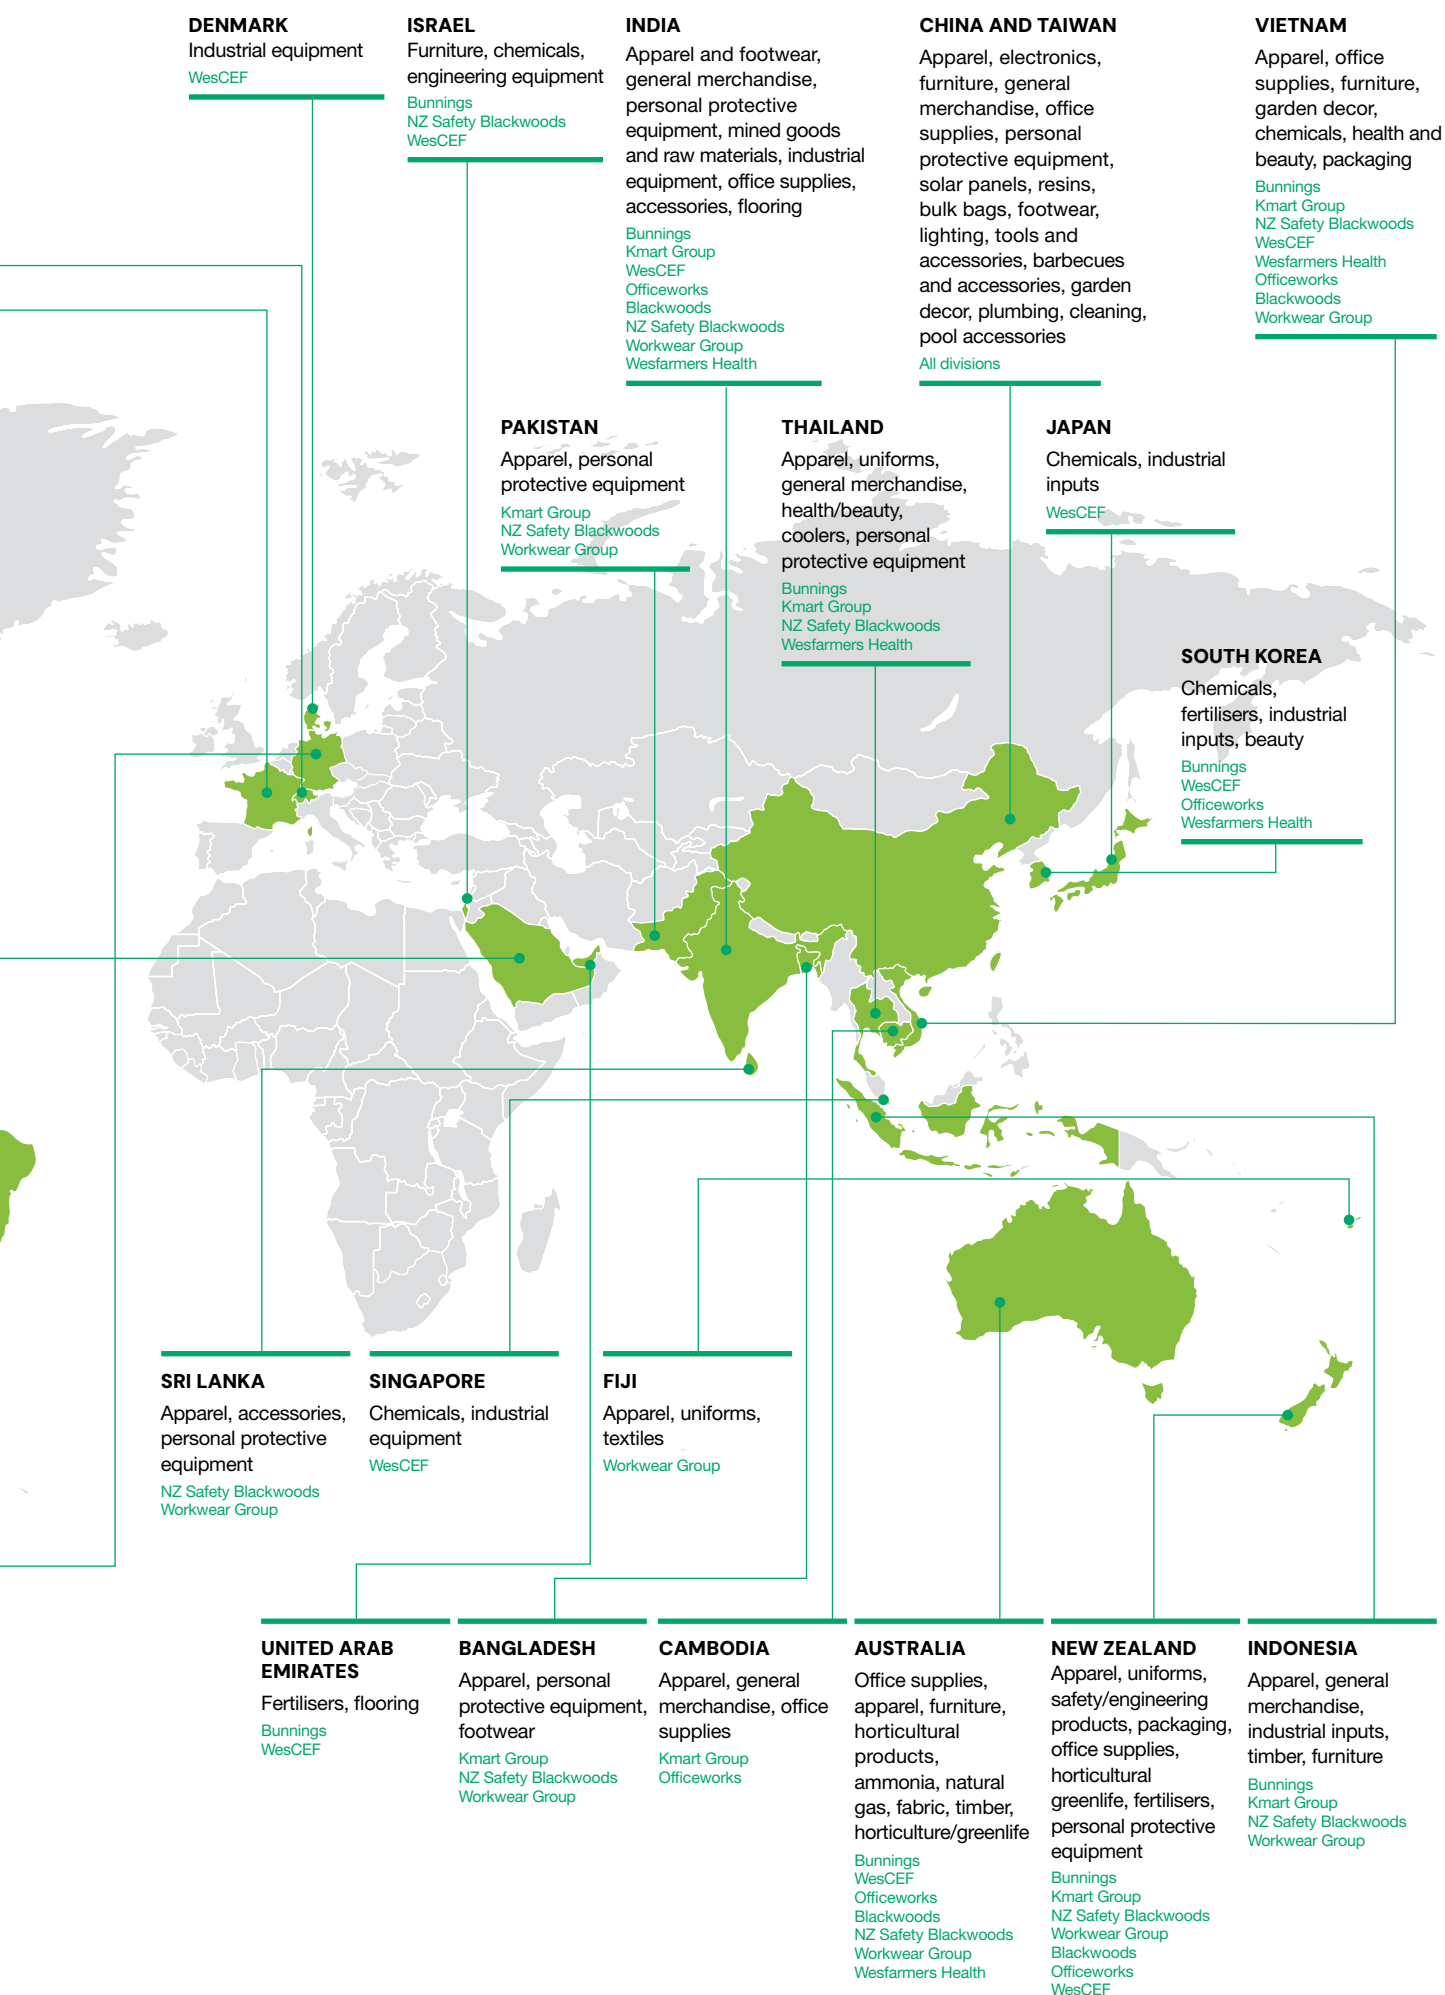 DENMARK
Industrial equipment
WesCEF
ISRAEL
Furniture, chemicals,
engineering equipment
Bunnings
NZ Safety Blackwoods
WesCEF
INDIA
Apparel and footwear,
general merchandise,
personal protective
equipment, mined goods
and raw materials, industrial
equipment, office supplies,
accessories, flooring
Bunnings
Kmart Group
WesCEF
Officeworks
Blackwoods
NZ Safety Blackwoods
Workwear Group
Wesfarmers Health
CHINA AND TAIWAN
Apparel, electronics,
furniture, general
merchandise, office
supplies, personal
protective equipment,
solar panels, resins,
bulk bags, footwear,
lighting, tools and
accessories, barbecues
and accessories, garden
decor, plumbing, cleaning,
pool accessories
All divisions
VIETNAM
Apparel, office
supplies, furniture,
garden decor,
chemicals, health and
beauty, packaging
Bunnings
Kmart Group
NZ Safety Blackwoods
WesCEF
Wesfarmers Health
Officeworks
Blackwoods
Workwear Group
PAKISTAN
Apparel, personal
protective equipment
Kmart Group
NZ Safety Blackwoods
Workwear Group
THAILAND
Apparel, uniforms,
general merchandise,
health/beauty,
coolers, personal
protective equipment
Bunnings
Kmart Group
NZ Safety Blackwoods
Wesfarmers Health
JAPAN
Chemicals, industrial
inputs
WesCEF
SOUTH KOREA
Chemicals,
fertilisers, industrial
inputs, beauty
Bunnings
WesCEF
Officeworks
Wesfarmers Health
SRI LANKA
Apparel, accessories,
personal protective
equipment
NZ Safety Blackwoods
Workwear Group
SINGAPORE
Chemicals, industrial
equipment
WesCEF
FIJI
Apparel, uniforms,
textiles
Workwear Group
UNITED ARAB
EMIRATES
Fertilisers, flooring
Bunnings
WesCEF
BANGLADESH
Apparel, personal
protective equipment,
footwear
Kmart Group
NZ Safety Blackwoods
Workwear Group
CAMBODIA
Apparel, general
merchandise, office
supplies
Kmart Group
Officeworks
AUSTRALIA
Office supplies,
apparel, furniture,
horticultural
products,
ammonia, natural
gas, fabric, timber,
horticulture/greenlife
Bunnings
WesCEF
Officeworks
Blackwoods
NZ Safety Blackwoods
Workwear Group
Wesfarmers Health
NEW ZEALAND
Apparel, uniforms,
safety/engineering
products, packaging,
office supplies,
horticultural
greenlife, fertilisers,
personal protective
equipment
Bunnings
Kmart Group
NZ Safety Blackwoods
Workwear Group
Blackwoods
Officeworks
WesCEF
INDONESIA
Apparel, general
merchandise,
industrial inputs,
timber, furniture
Bunnings
Kmart Group
NZ Safety Blackwoods
Workwear Group